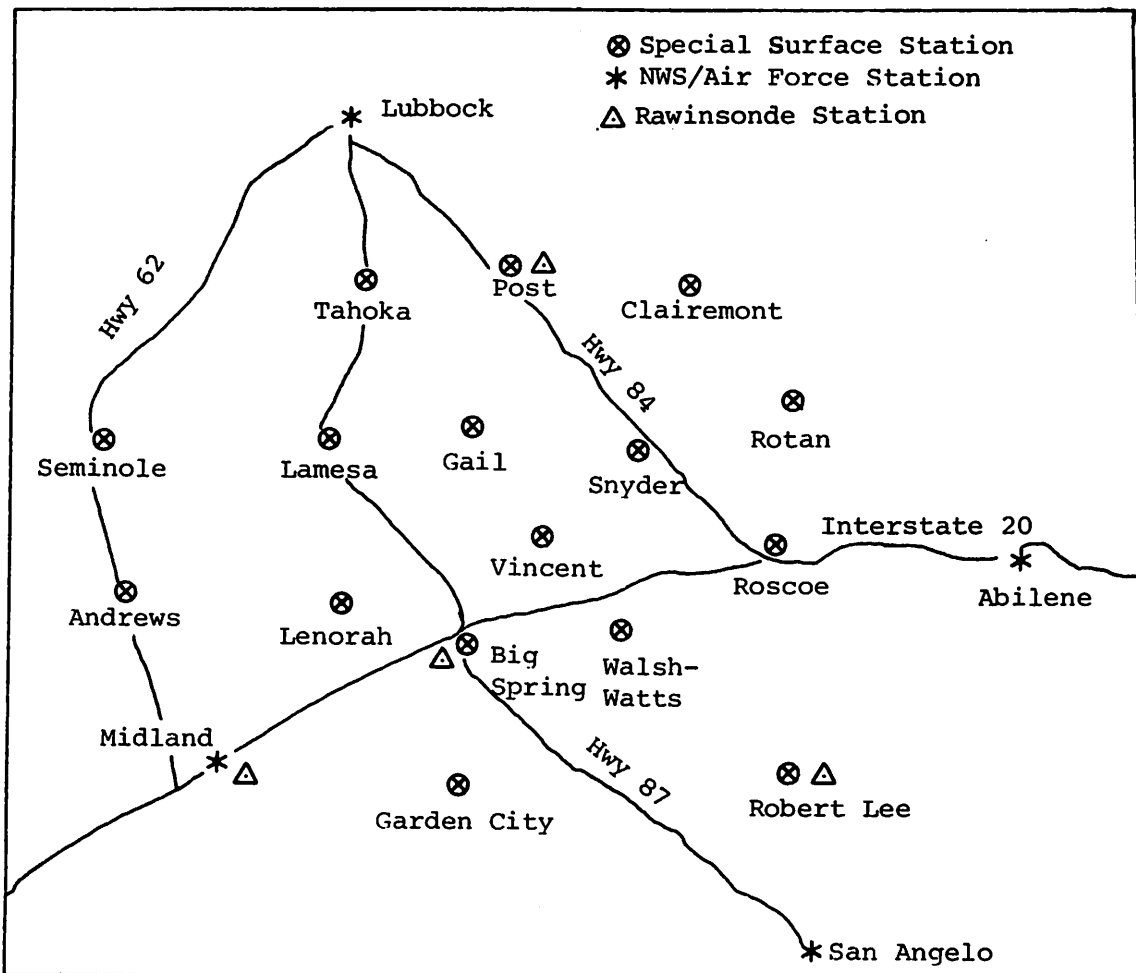 Special Surface Station
NWS/Air Force Station
Rawinsonde Station
Lubbock
Hwy 62
Tahoka
Post
Clairemont
Hwy 84
Rotan
Seminole
Lamesa
Gail
Snyder
Interstate 20
Vincent
Roscoe
Abilene
Andrews
Lenorah
Big
Spring
Walsh-
Watts
Midland
Hwy 87
Garden City
Robert Lee
San Angelo